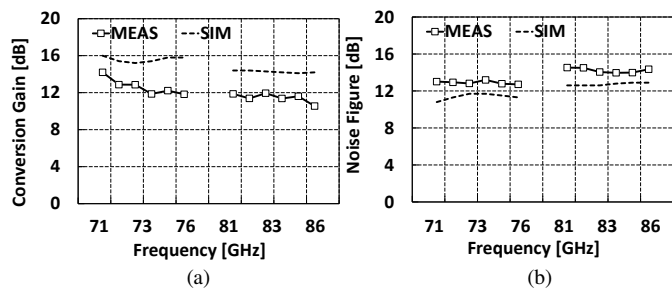 MEAS SIM
Conversion Gain [dB]
20
16
12
8
4
0
71 73 76 81 83 86
Frequency [GHz]
(a)
MEAS SIM
Noise Figure [dB]
20
16
12
8
4
0
71 73 76 81 83 86
Frequency [GHz]
(b)